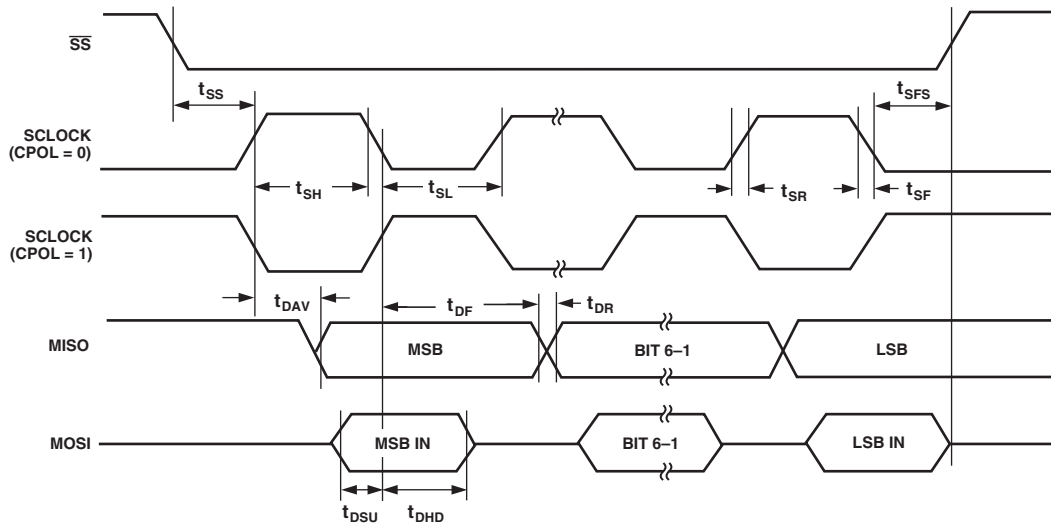 SS
tSS
tSFS
SCLOCK
(CPOL = 0)
tSH
tSL
tSR
tSF
SCLOCK
(CPOL = 1)
tDAV
tDF
tDR
MISO
MSB
BIT 6–1
LSB
MOSI
MSB IN
BIT 6–1
LSB IN
tDSU
tDHD